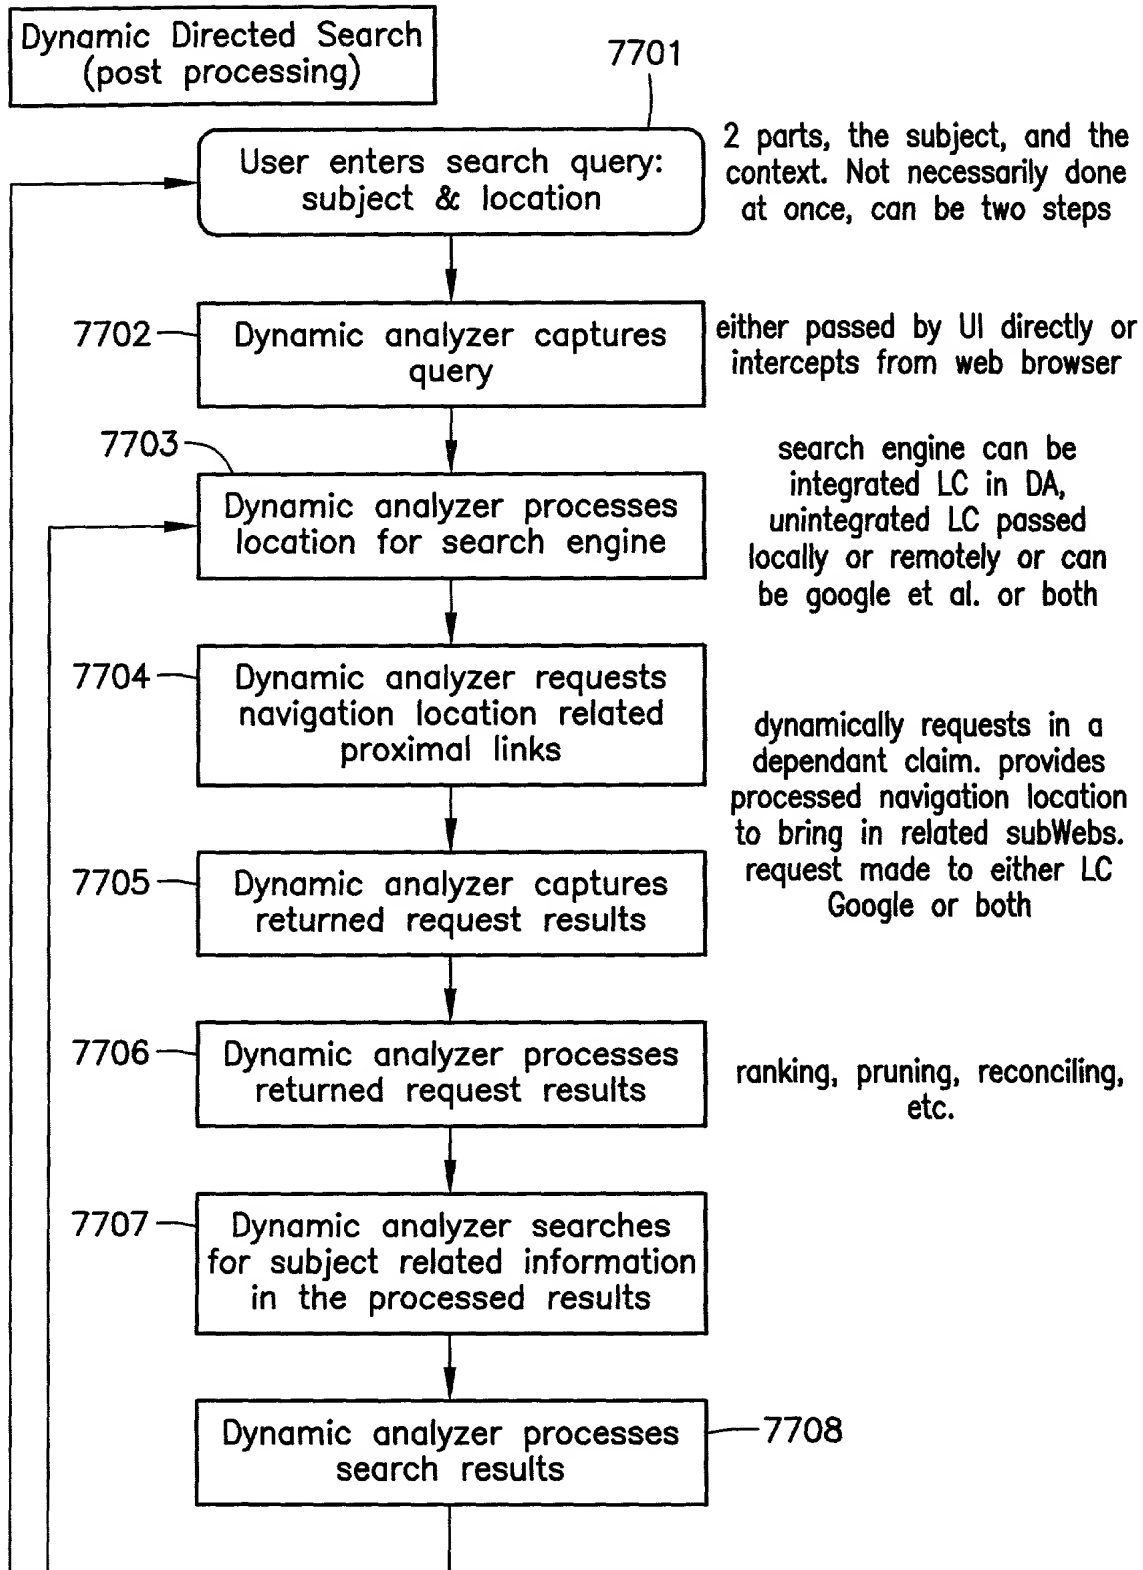 Dynamic Directed Search
(post processing)
7701
User enters search query:
subject & location
2 parts, the subject, and the
context. Not necessarily done
at once, can be two steps
7702
Dynamic analyzer captures
query
either passed by UI directly or
intercepts from web browser
7703
Dynamic analyzer processes
location for search engine
search engine can be
integrated LC in DA,
unintegrated LC passed
locally or remotely or can
be google et al. or both
7704
Dynamic analyzer requests
navigation location related
proximal links
dynamically requests in a
dependant claim. provides
processed navigation location
to bring in related subWebs.
request made to either LC
Google or both
7705
Dynamic analyzer captures
returned request results
7706
Dynamic analyzer processes
returned request results
ranking, pruning, reconciling,
etc.
7707
Dynamic analyzer searches
for subject related information
in the processed results
Dynamic analyzer processes
search results
7708